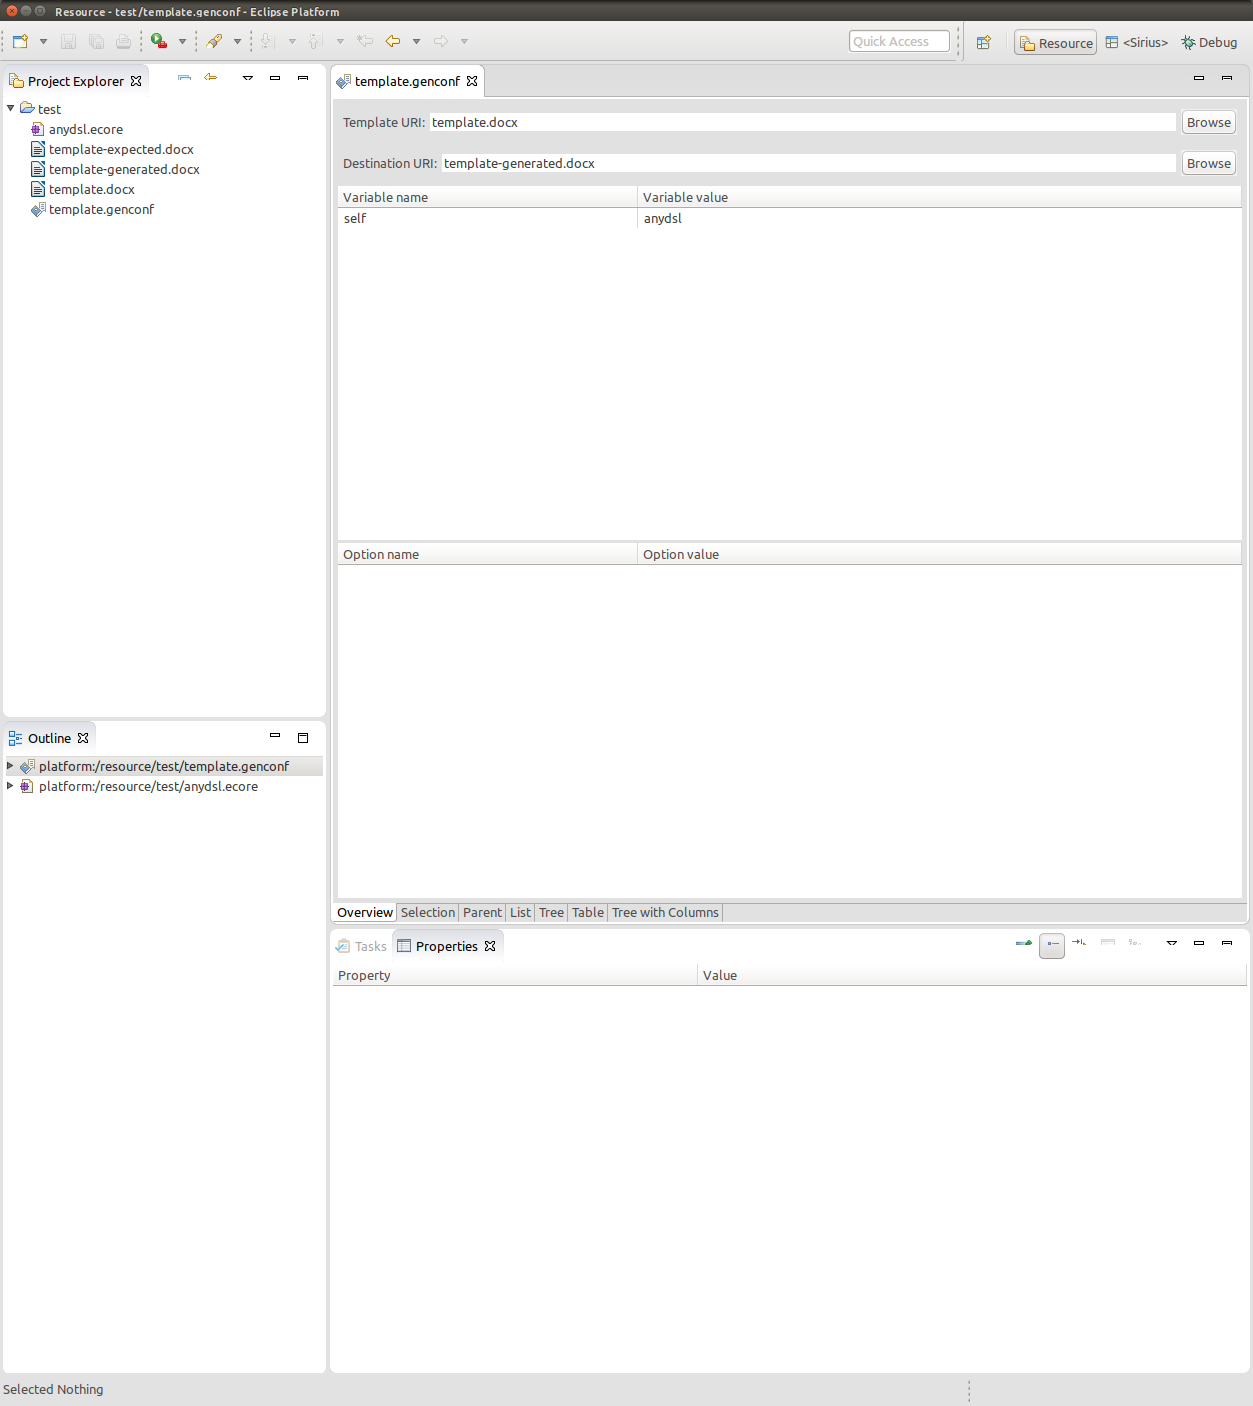 Resource - test/template.genconf - Eclipse Platform
Quick Access
Resource
<Sirius>
Debug
Project Explorer
test
anydsl.ecore
template-expected.docx
template-generated.docx
template.docx
template.genconf
template.genconf
Template URI: template.docx Browse
Destination URI: template-generated.docx Browse
Variable name Variable value
self anydsl
Option name Option value
Overview Selection Parent List Tree Table Tree with Columns
Outline
platform:/resource/test/template.genconf
platform:/resource/test/anydsl.ecore
Tasks Properties
Property Value
Selected Nothing